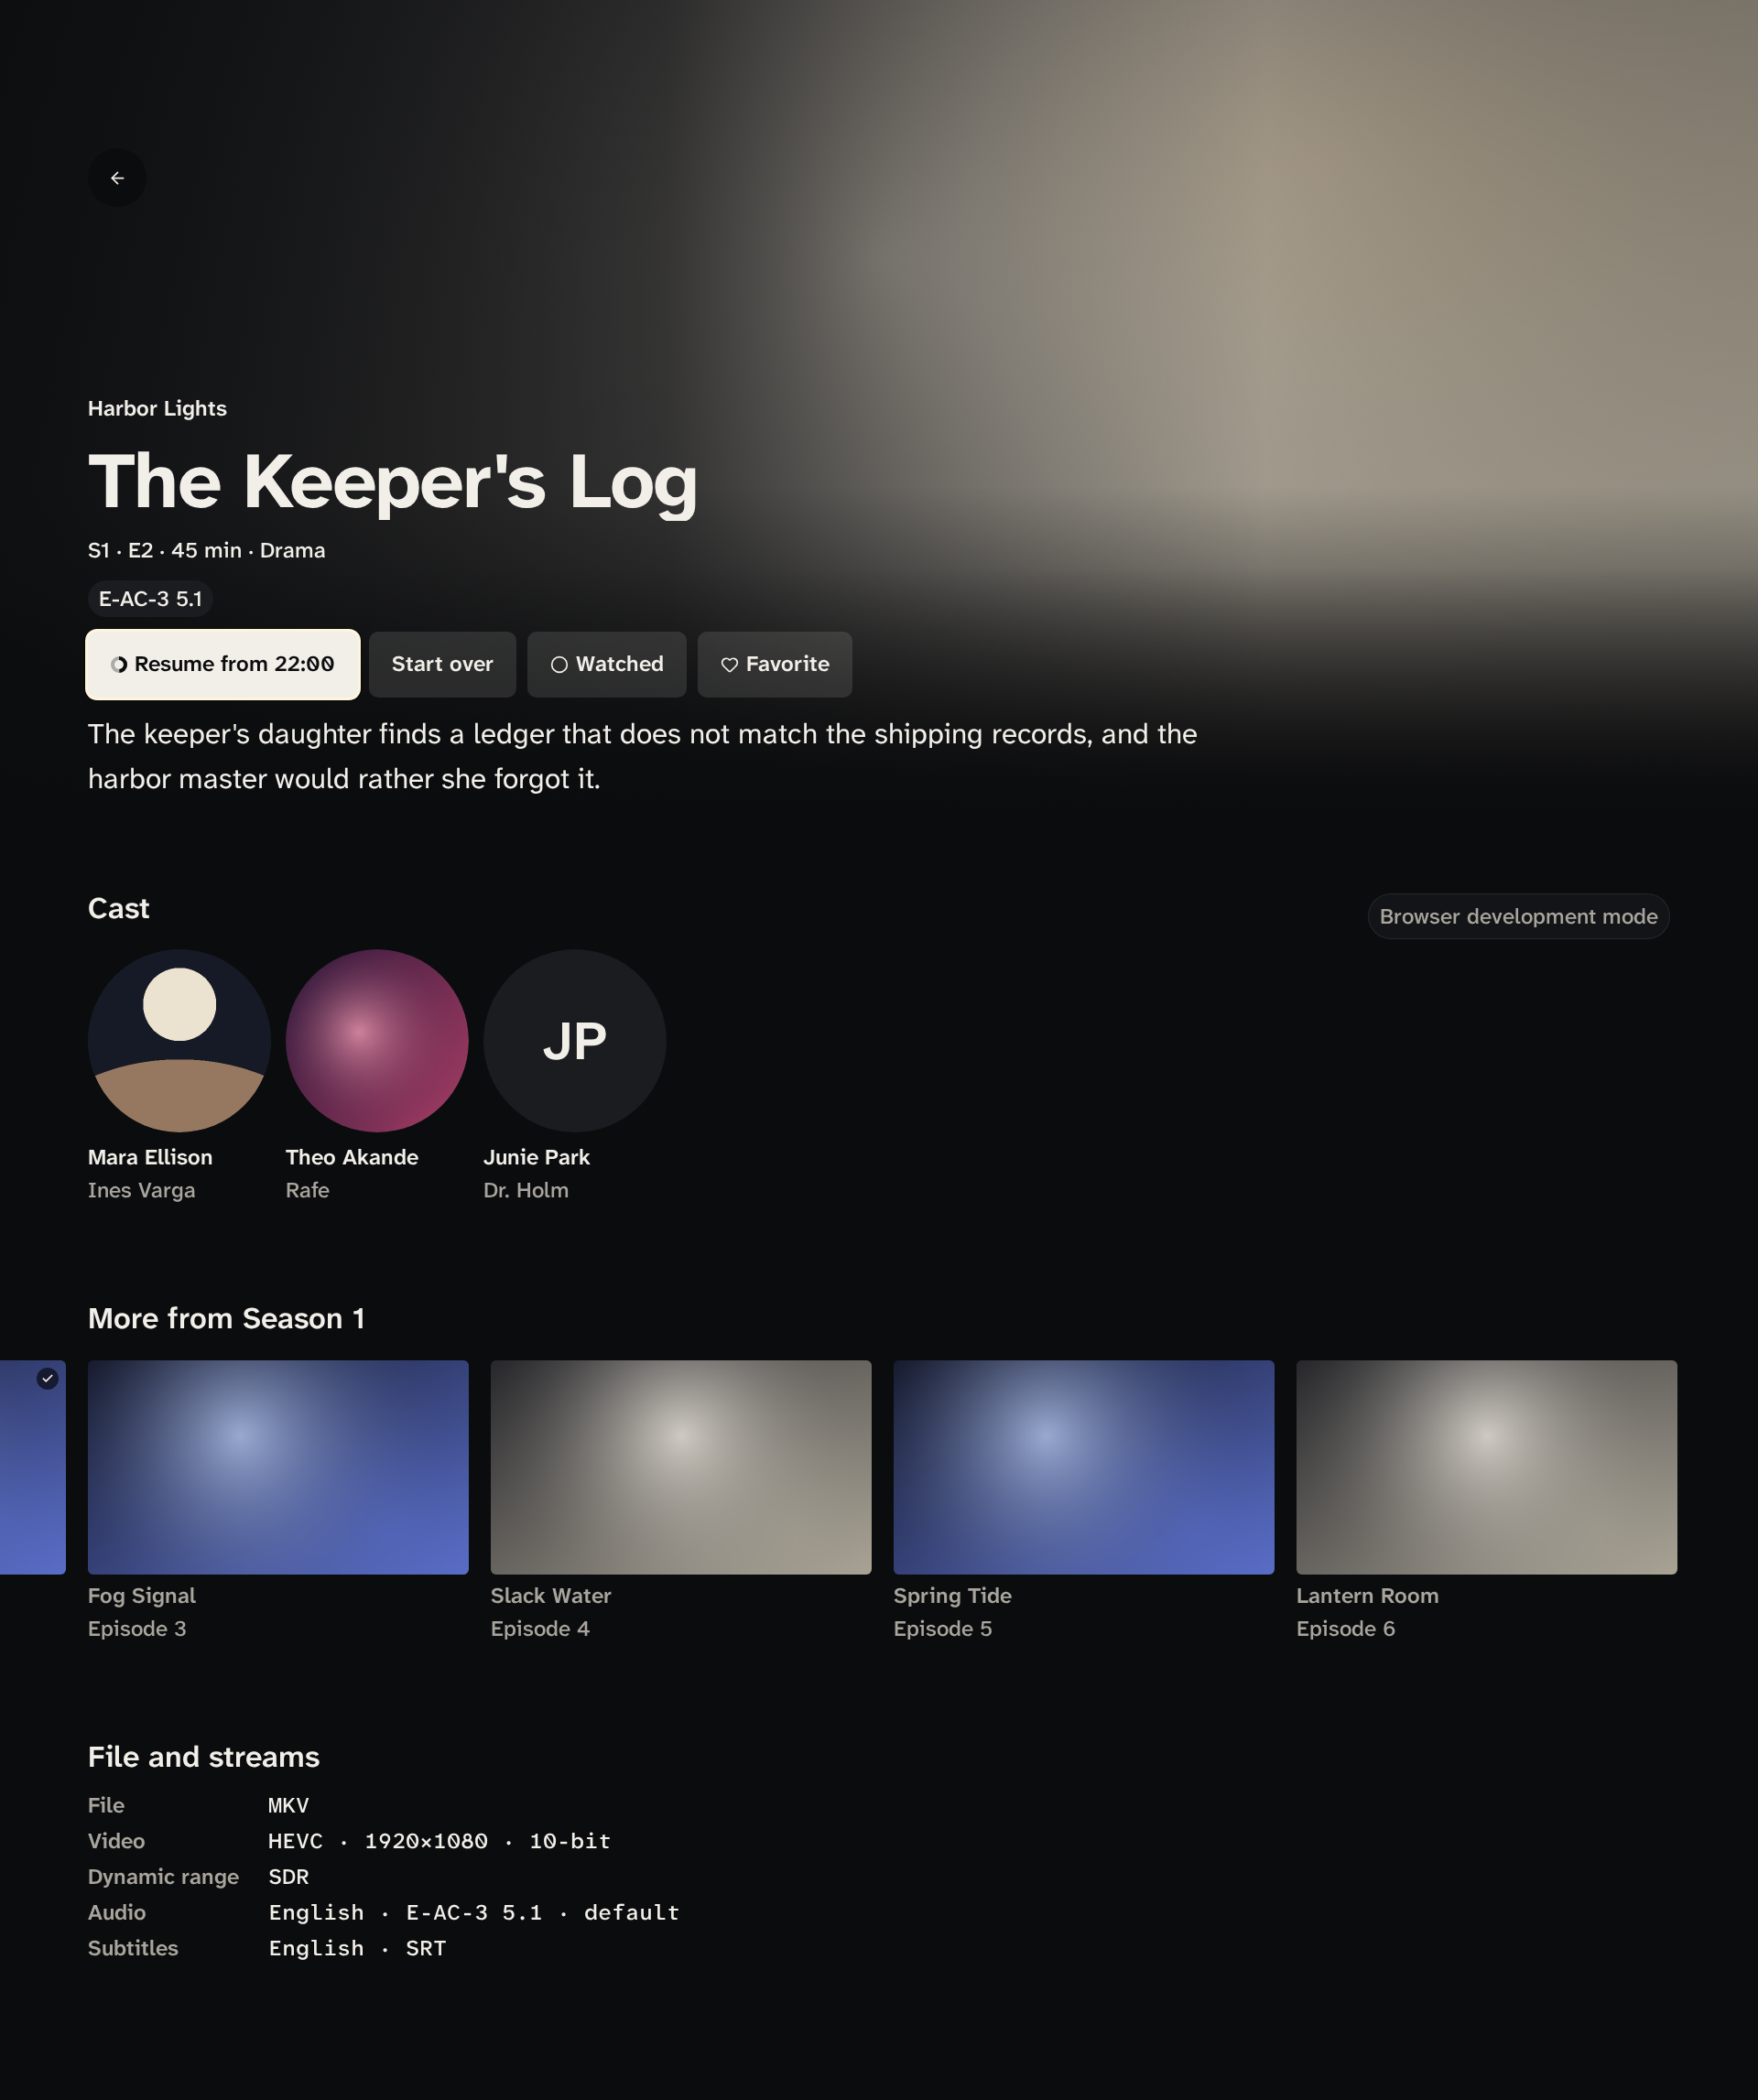 Harbor Lights
The Keeper's Log
S1 · E2 · 45 min · Drama
E-AC-3 5.1
Resume from 22:00
Start over
Watched
Favorite
The keeper's daughter finds a ledger that does not match the shipping records, and the
harbor master would rather she forgot it.
Cast
Browser development mode
JP
Mara Ellison
Ines Varga
Theo Akande
Rafe
Junie Park
Dr. Holm
More from Season 1
Fog Signal
Episode 3
Slack Water
Episode 4
Spring Tide
Episode 5
Lantern Room
Episode 6
File and streams
File MKV
Video HEVC · 1920×1080 · 10-bit
Dynamic range SDR
Audio English · E-AC-3 5.1 · default
Subtitles English · SRT